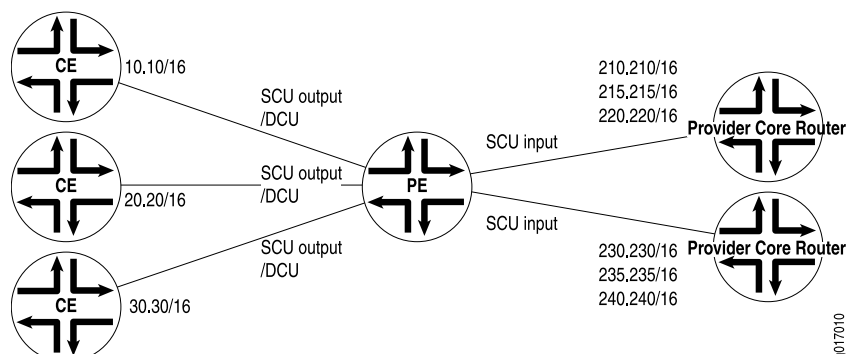 CE
10.10/16
SCU output
/DCU
CE
20.20/16
SCU output
/DCU
CE
30.30/16
SCU output
/DCU
PE
SCU input
SCU input
210.210/16
215.215/16
220.220/16
Provider Core Router
Provider Core Router
230.230/16
235.235/16
240.240/16